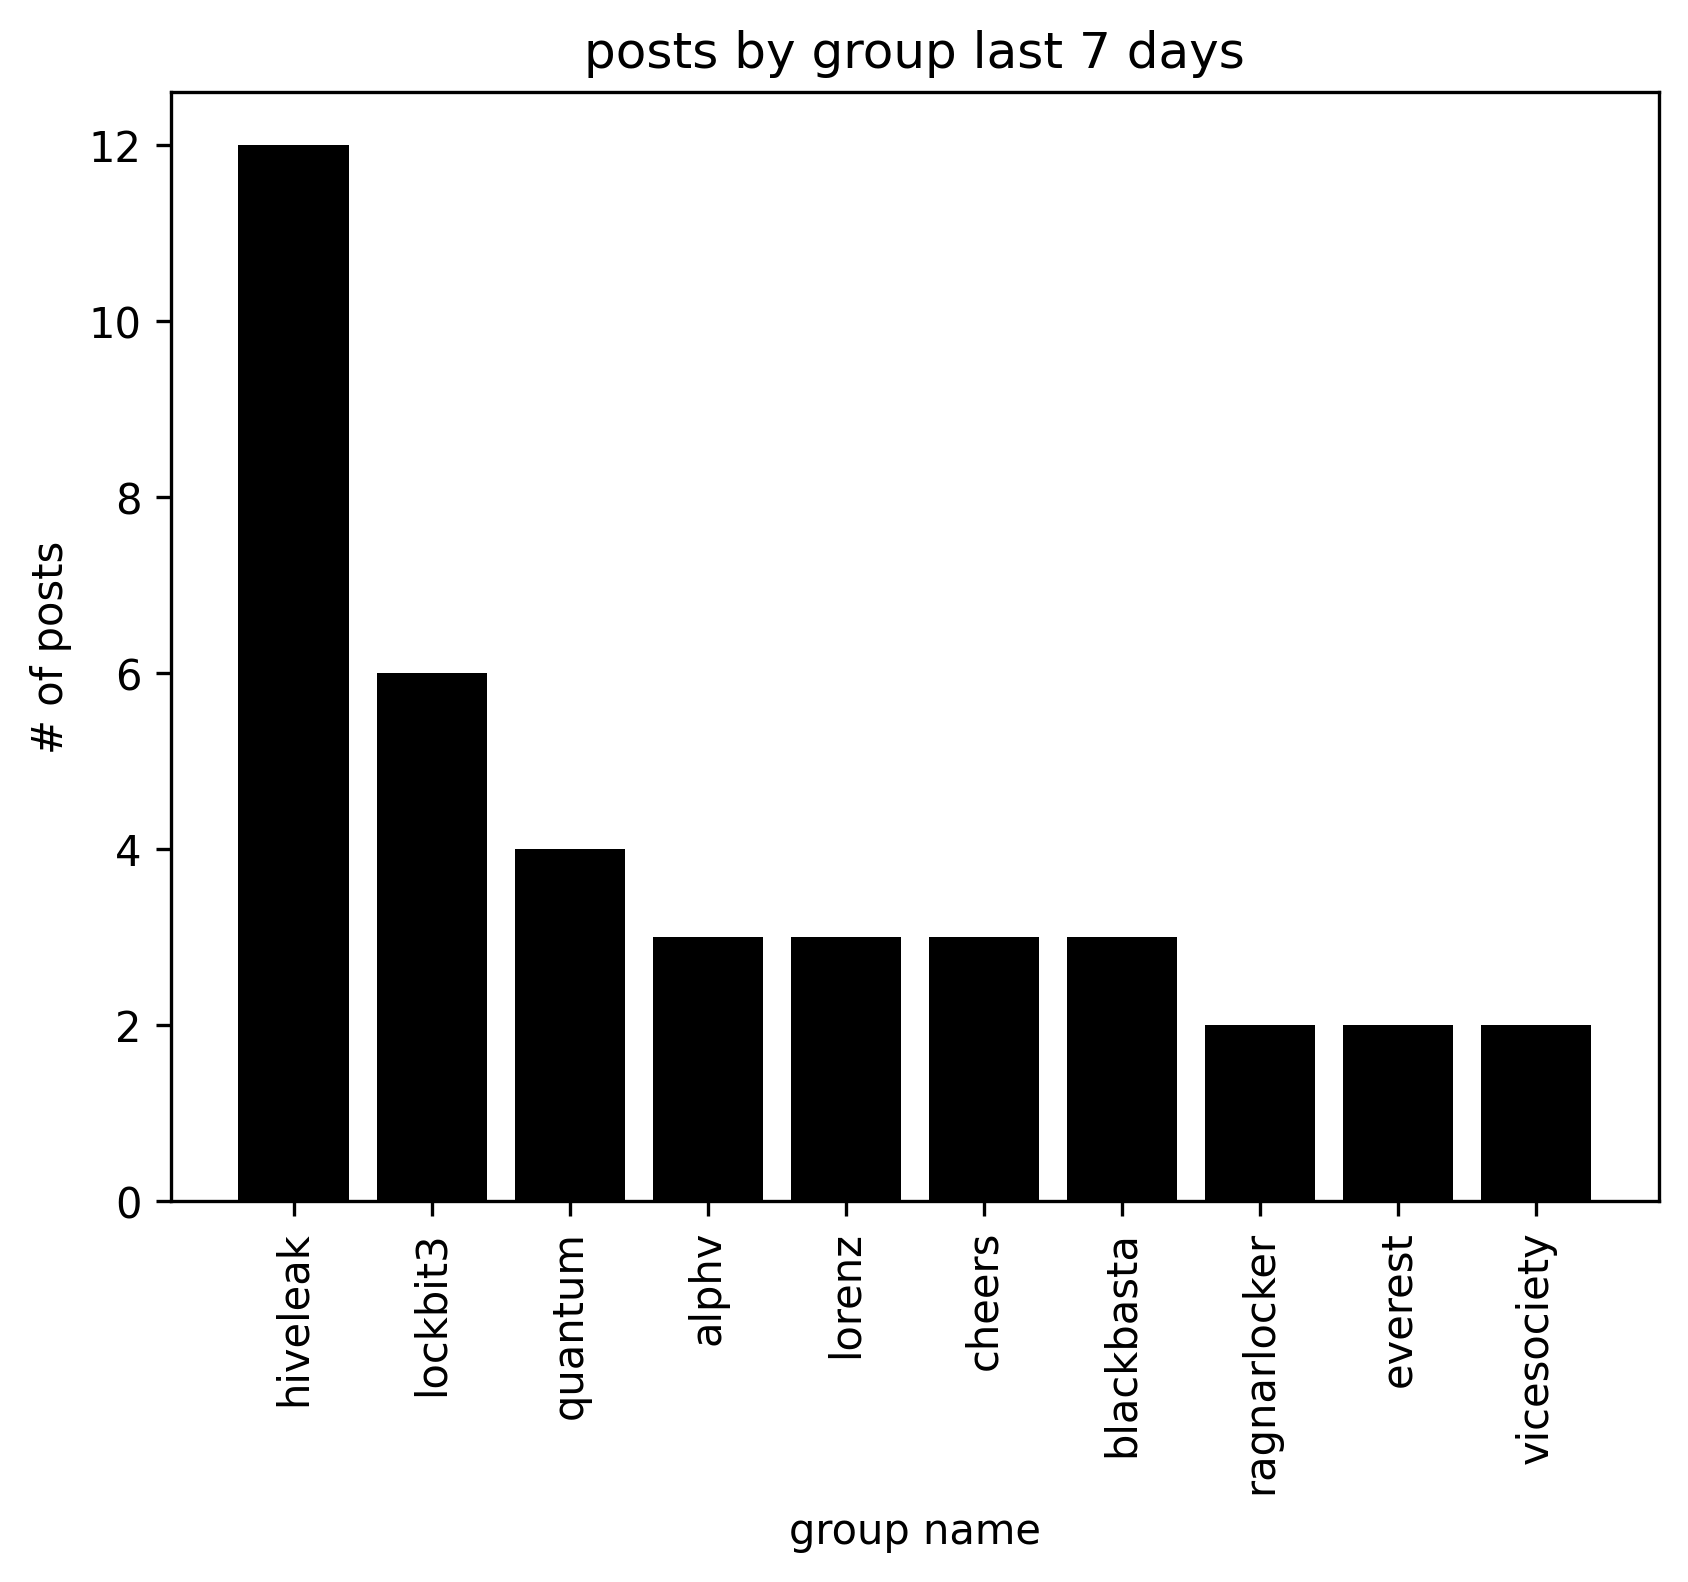 posts by group last 7 days
12
10
8
6
4
2
0
# of posts
hiveleak
lockbit3
quantum
alphv
lorenz
cheers
blackbasta
ragnarlocker
everest
vicesociety
group name